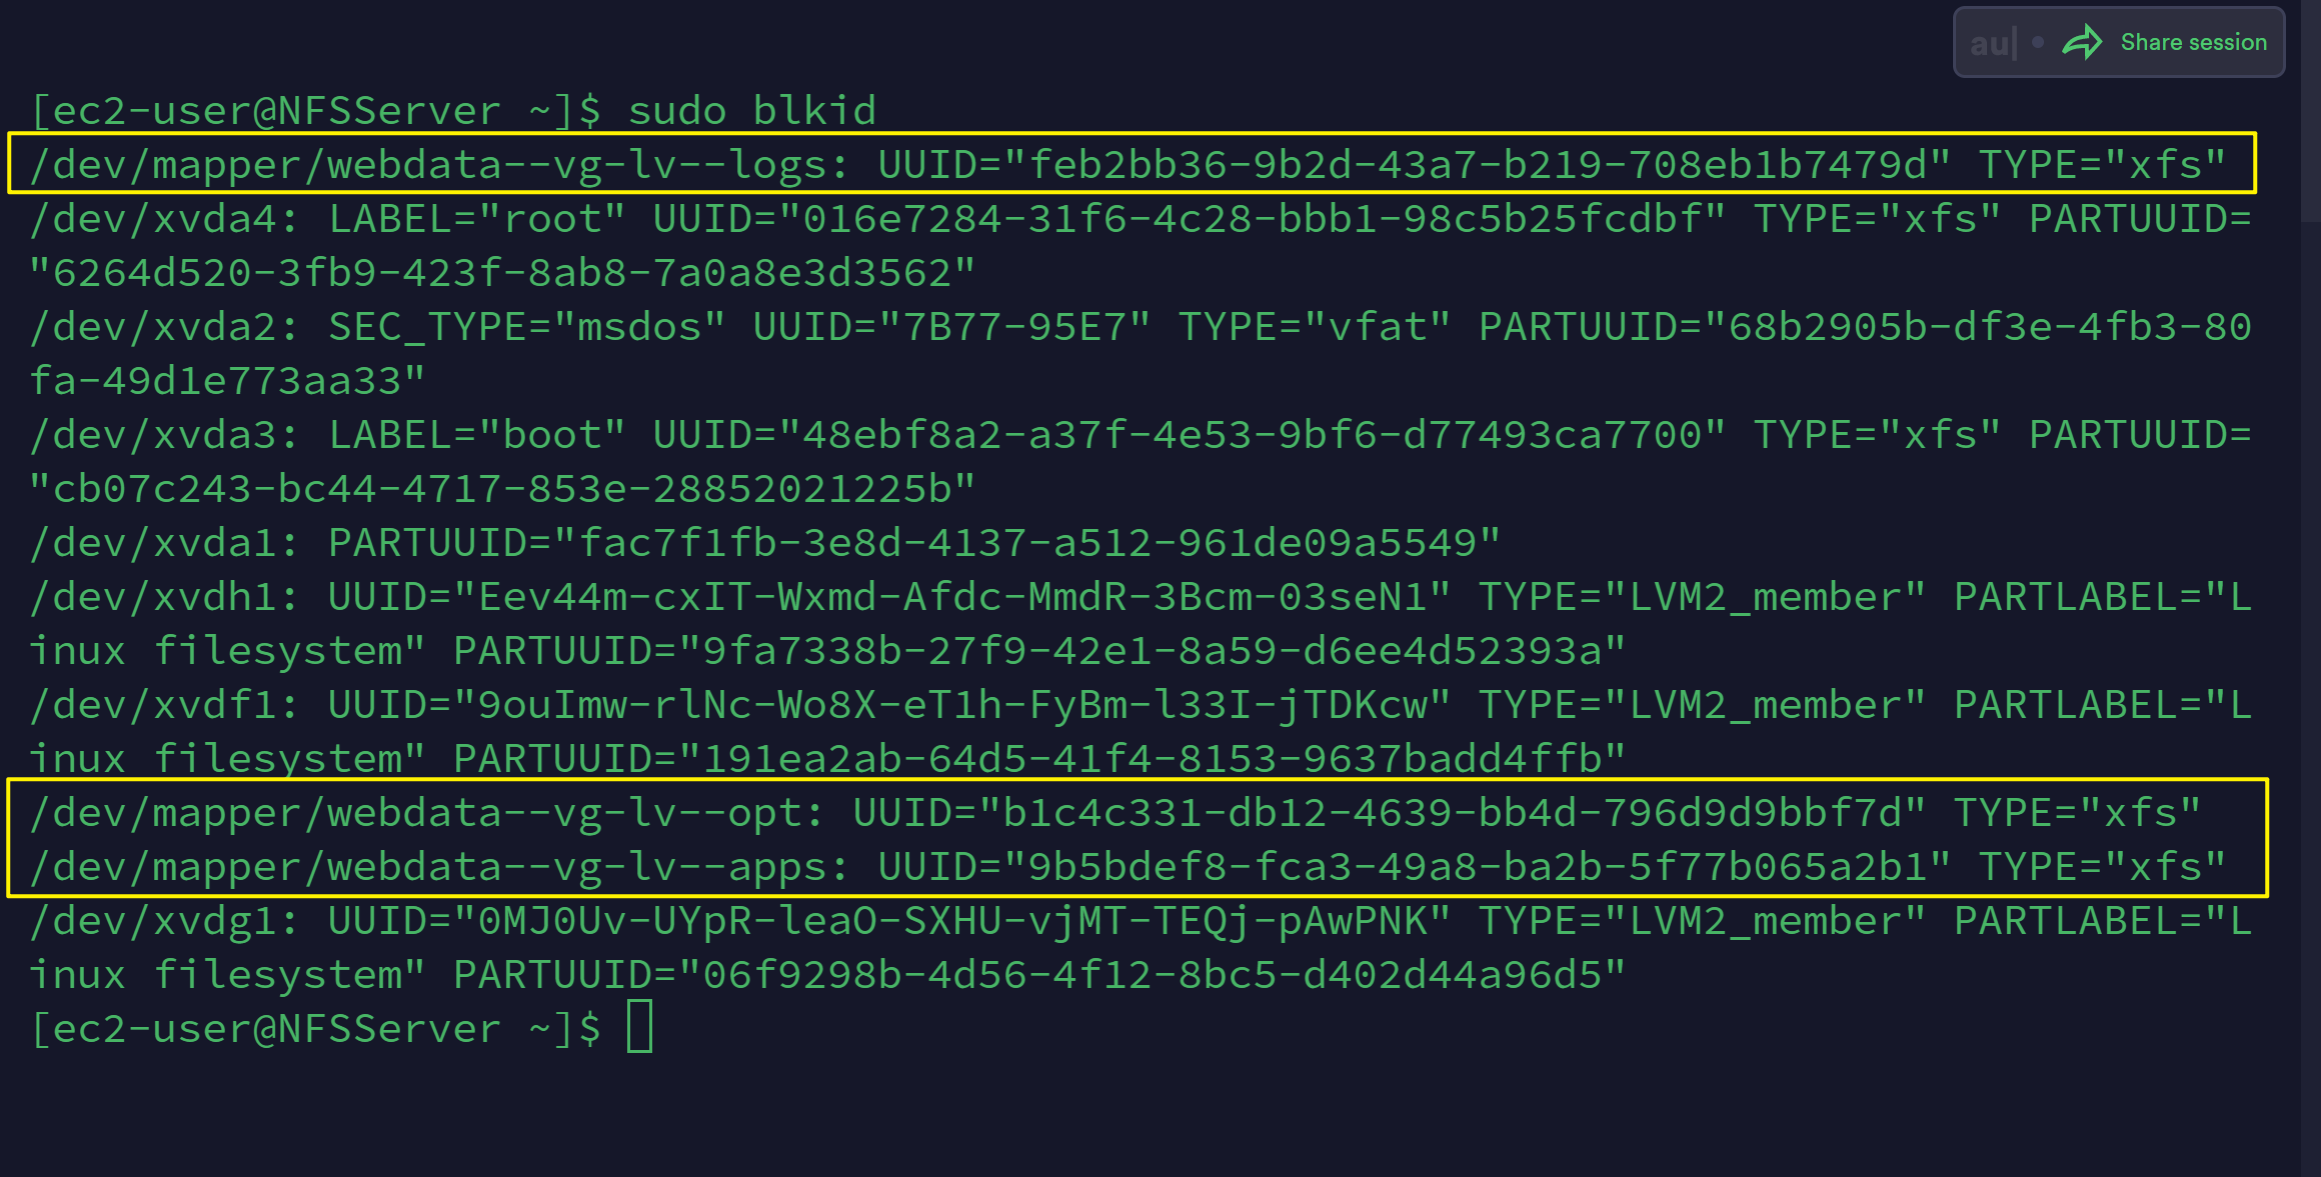 au| • Share session
[ec2-user@NFSServer ~]$ sudo blkid
/dev/mapper/webdata--vg-lv--logs: UUID="feb2bb36-9b2d-43a7-b219-708eb1b7479d" TYPE="xfs"
/dev/xvda4: LABEL="root" UUID="016e7284-31f6-4c28-bbb1-98c5b25fcdbf" TYPE="xfs" PARTUUID=
"6264d520-3fb9-423f-8ab8-7a0a8e3d3562"
/dev/xvda2: SEC_TYPE="msdos" UUID="7B77-95E7" TYPE="vfat" PARTUUID="68b2905b-df3e-4fb3-80
fa-49d1e773aa33"
/dev/xvda3: LABEL="boot" UUID="48ebf8a2-a37f-4e53-9bf6-d77493ca7700" TYPE="xfs" PARTUUID=
"cb07c243-bc44-4717-853e-28852021225b"
/dev/xvda1: PARTUUID="fac7f1fb-3e8d-4137-a512-961de09a5549"
/dev/xvdh1: UUID="Eev44m-cxIT-Wxmd-Afdc-MmdR-3Bcm-03seN1" TYPE="LVM2_member" PARTLABEL="L
inux filesystem" PARTUUID="9fa7338b-27f9-42e1-8a59-d6ee4d52393a"
/dev/xvdf1: UUID="9ouImw-rlNc-Wo8X-eT1h-FyBm-l33I-jTDKcw" TYPE="LVM2_member" PARTLABEL="L
inux filesystem" PARTUUID="191ea2ab-64d5-41f4-8153-9637badd4ffb"
/dev/mapper/webdata--vg-lv--opt: UUID="b1c4c331-db12-4639-bb4d-796d9d9bbf7d" TYPE="xfs"
/dev/mapper/webdata--vg-lv--apps: UUID="9b5bdef8-fca3-49a8-ba2b-5f77b065a2b1" TYPE="xfs"
/dev/xvdg1: UUID="0MJ0Uv-UYpR-leaO-SXHU-vjMT-TEQj-pAwPNK" TYPE="LVM2_member" PARTLABEL="L
inux filesystem" PARTUUID="06f9298b-4d56-4f12-8bc5-d402d44a96d5"
[ec2-user@NFSServer ~]$